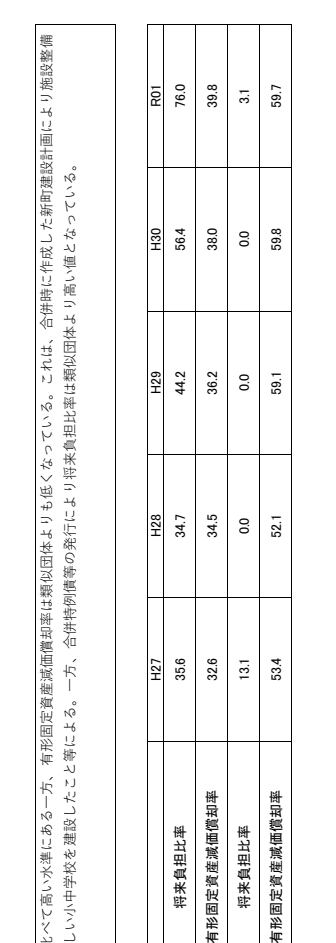 比べて高い水準にある一方、有形固定資産減価償却率は類似団体よりも低くなっている。これは、合併時に作成した新町建設計画により施設整備
しい小中学校を建設したこと等による。一方、合併特例債等の発行により将来負担比率は類似団体より高い値となっている。
H27 H28 H29 H30 R01
将来負担比率 35.6 34.7 44.2 56.4 76.0
有形固定資産減価償却率 32.6 34.5 36.2 38.0 39.8
将来負担比率 13.1 0.0 0.0 0.0 3.1
有形固定資産減価償却率 53.4 52.1 59.1 59.8 59.7